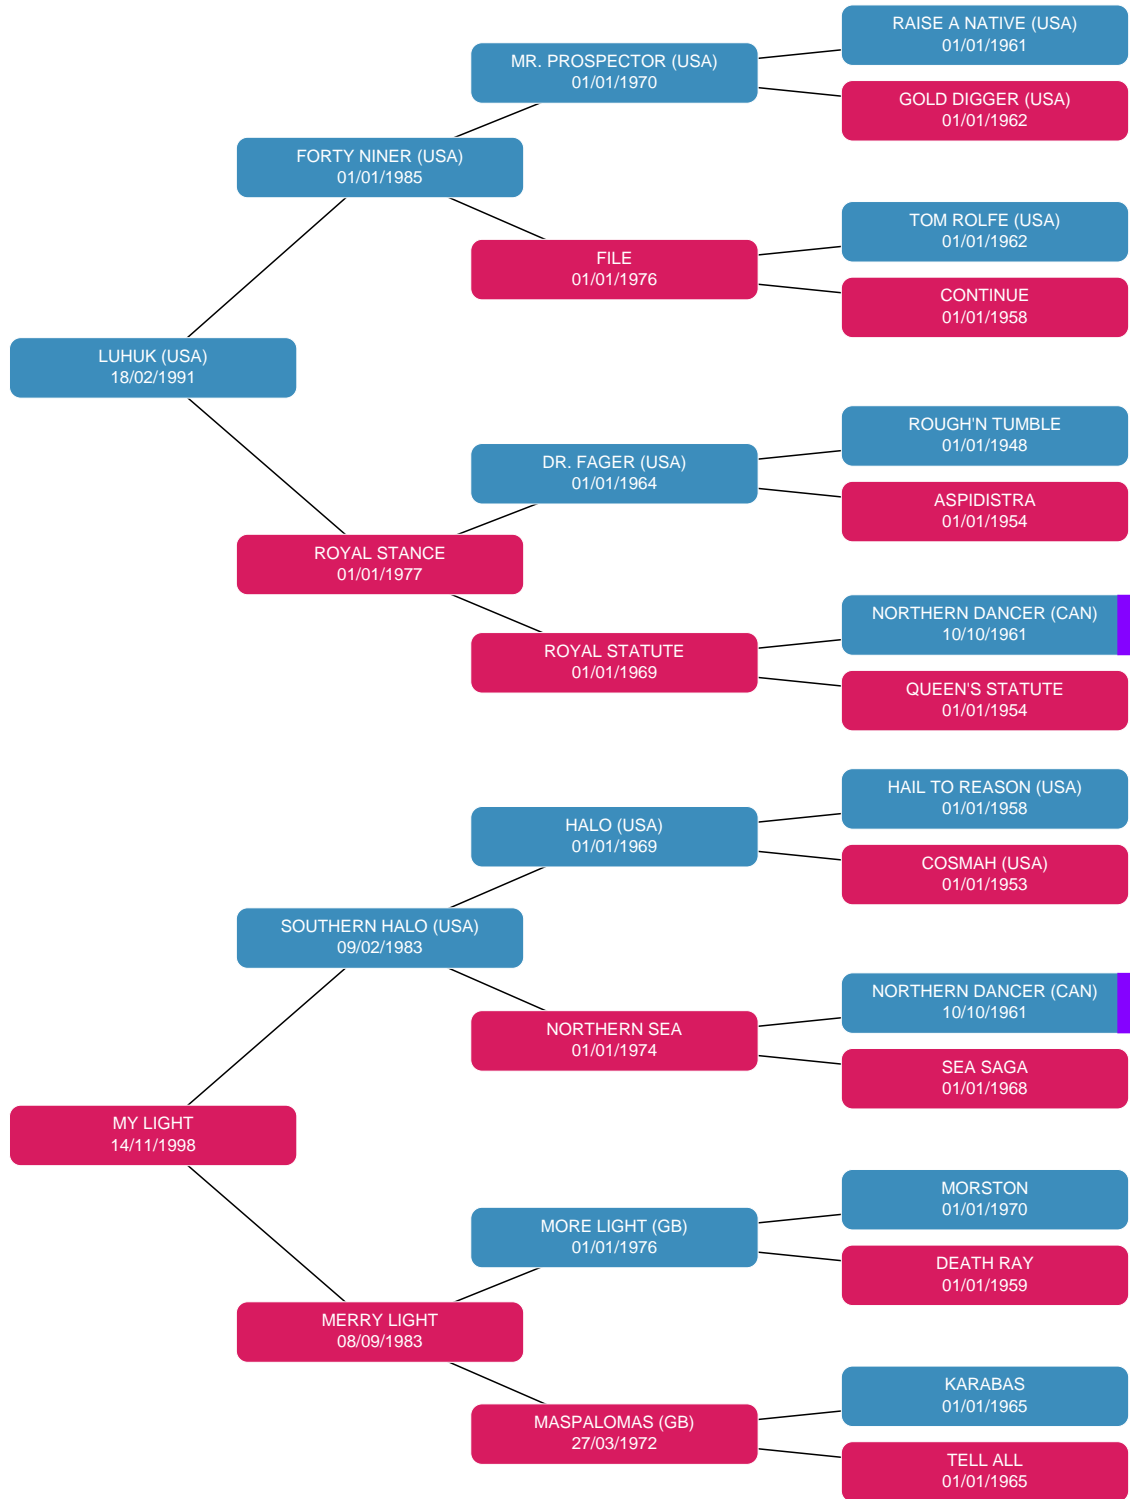 RAISE A NATIVE (USA)
01/01/1961
MR. PROSPECTOR (USA)
01/01/1970
GOLD DIGGER (USA)
01/01/1962
FORTY NINER (USA)
01/01/1985
TOM ROLFE (USA)
01/01/1962
FILE
01/01/1976
CONTINUE
01/01/1958
LUHUK (USA)
18/02/1991
ROUGH'N TUMBLE
01/01/1948
DR. FAGER (USA)
01/01/1964
ASPIDISTRA
01/01/1954
ROYAL STANCE
01/01/1977
NORTHERN DANCER (CAN)
10/10/1961
ROYAL STATUTE
01/01/1969
QUEEN'S STATUTE
01/01/1954
HAIL TO REASON (USA)
01/01/1958
HALO (USA)
01/01/1969
COSMAH (USA)
01/01/1953
SOUTHERN HALO (USA)
09/02/1983
NORTHERN DANCER (CAN)
10/10/1961
NORTHERN SEA
01/01/1974
SEA SAGA
01/01/1968
MY LIGHT
14/11/1998
MORSTON
01/01/1970
MORE LIGHT (GB)
01/01/1976
DEATH RAY
01/01/1959
MERRY LIGHT
08/09/1983
KARABAS
01/01/1965
MASPALOMAS (GB)
27/03/1972
TELL ALL
01/01/1965